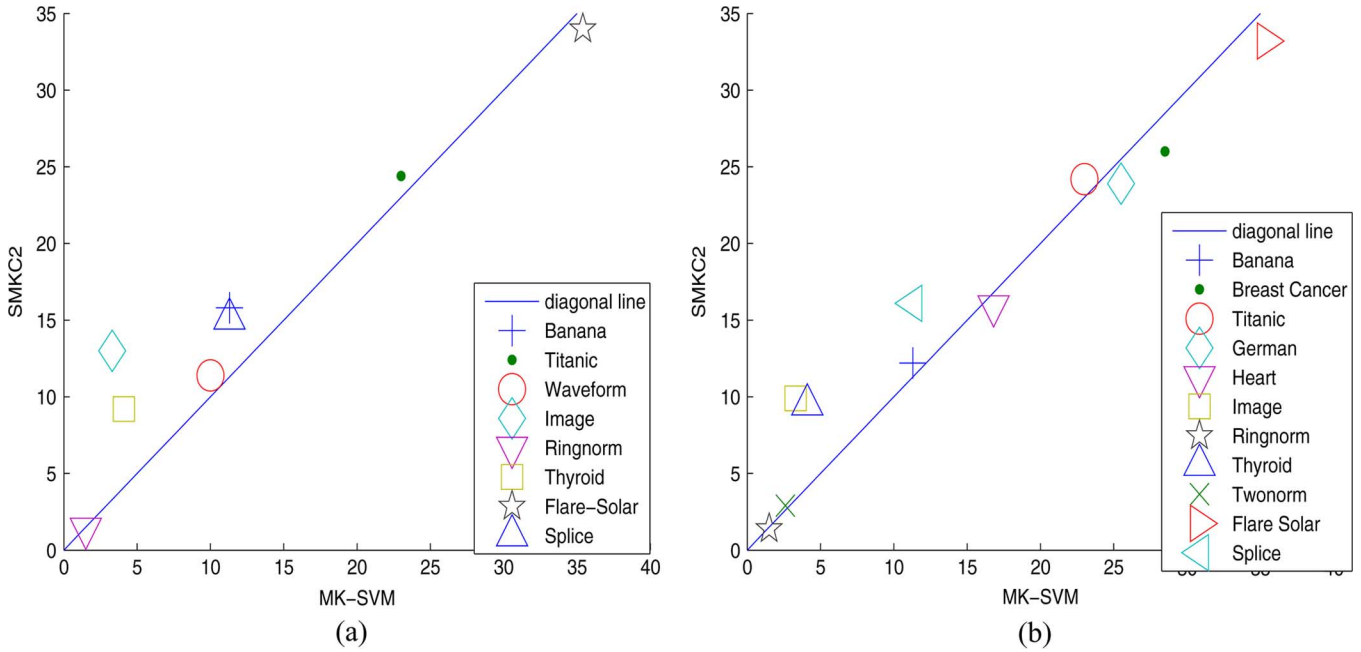 35
30
25
20
15
10
5
0
SMKC2
0 5 10 15 20 25 30 35 40
MK-SVM
diagonal line
Banana
Titanic
Waveform
Image
Ringnorm
Thyroid
Flare-Solar
Splice
(a)
35
30
25
20
15
10
5
0
SMKC2
0 5 10 15 20 25
MK-SVM
diagonal line
Banana
Breast Cancer
Titanic
German
Heart
Image
Ringnorm
Thyroid
Twonorm
Flare Solar
Splice
(b)